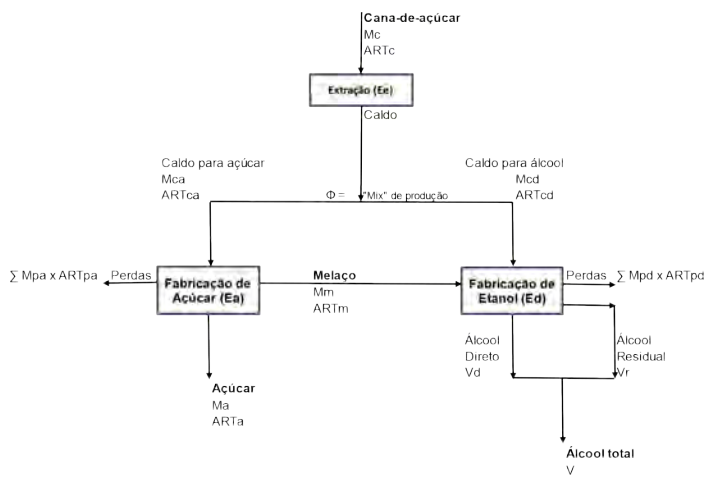 Cana-de-açúcar
Mc
ARTc
Extração (Ee)
Caldo
Caldo para açúcar
Mca
ARTca
Caldo para álcool
Mcd
ARTcd
Φ = "Mix" de produção
∑ Mpa x ARTpa
Perdas
Fabricação de
Açúcar (Ea)
Melaço
Mm
ARTm
Fabricação de
Etanol (Ed)
Perdas
∑ Mpd x ARTpd
Álcool
Direto
Vd
Álcool
Residual
Vr
Açúcar
Ma
ARTa
Álcool total
V